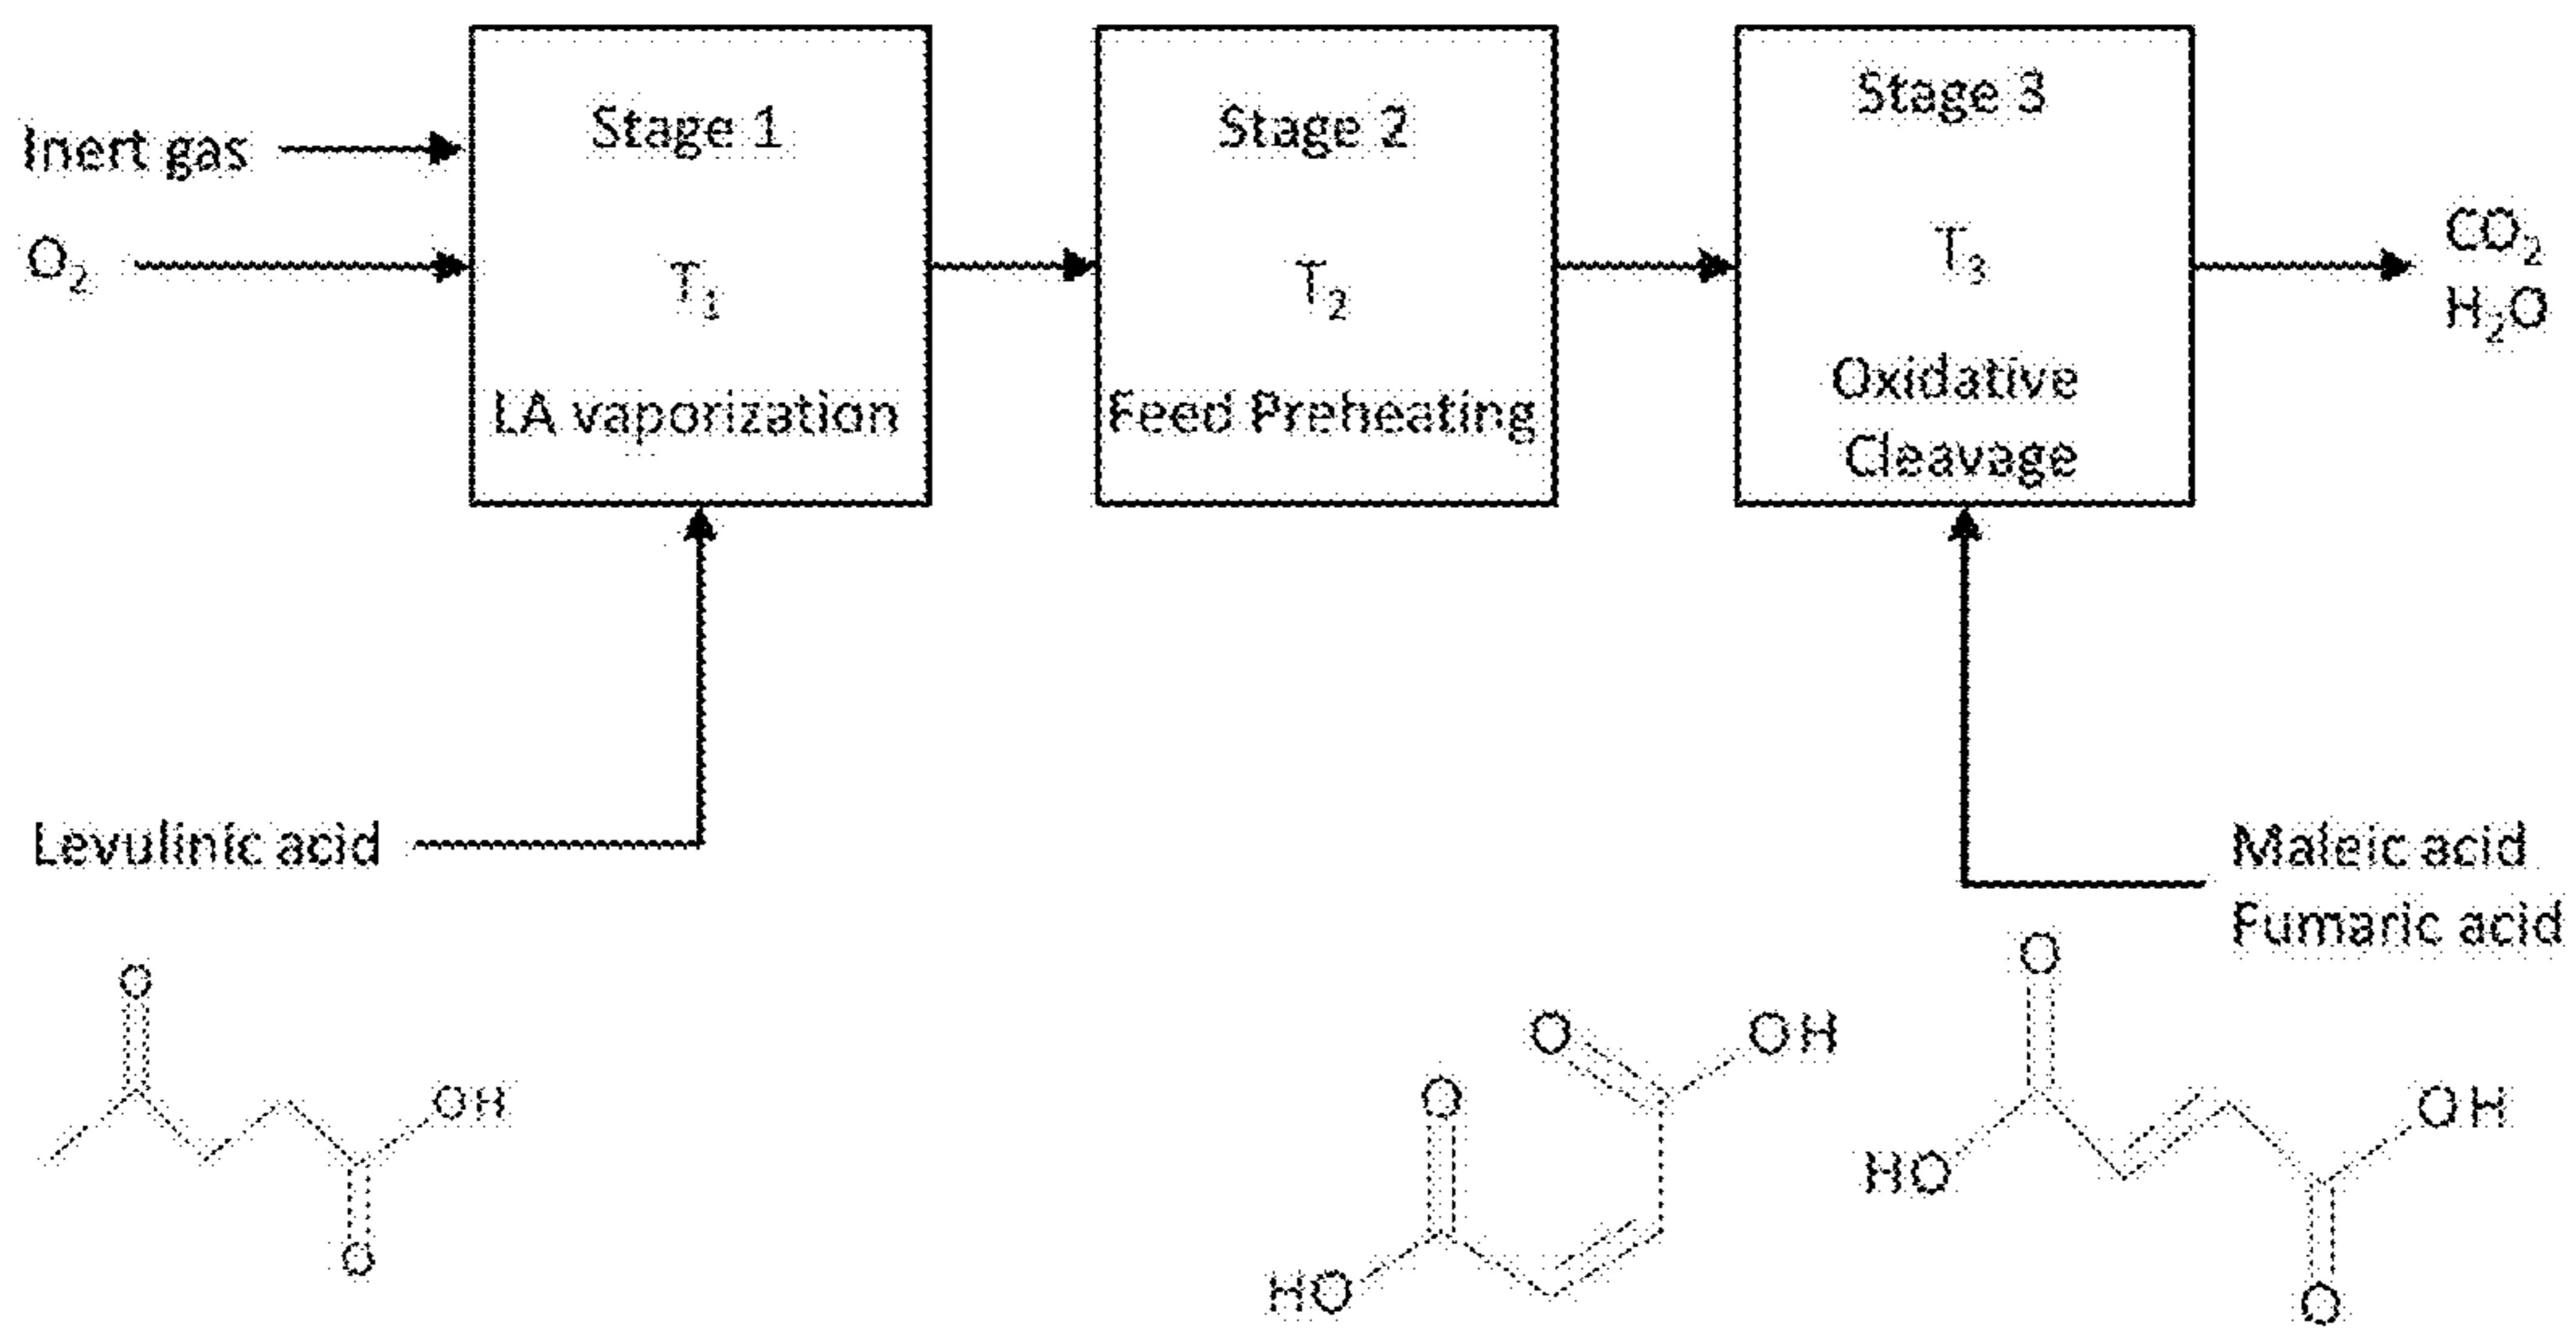 Inert gas
O₂
Stage 1
T₁
LA vaporization
Stage 2
T₂
Feed Preheating
Stage 3
T₃
Oxidative
Cleavage
CO₂
H₂O
Levulinic acid
Maleic acid
Fumaric acid
O
OH
O
O
OH
O
HO
O
OH
HO
O